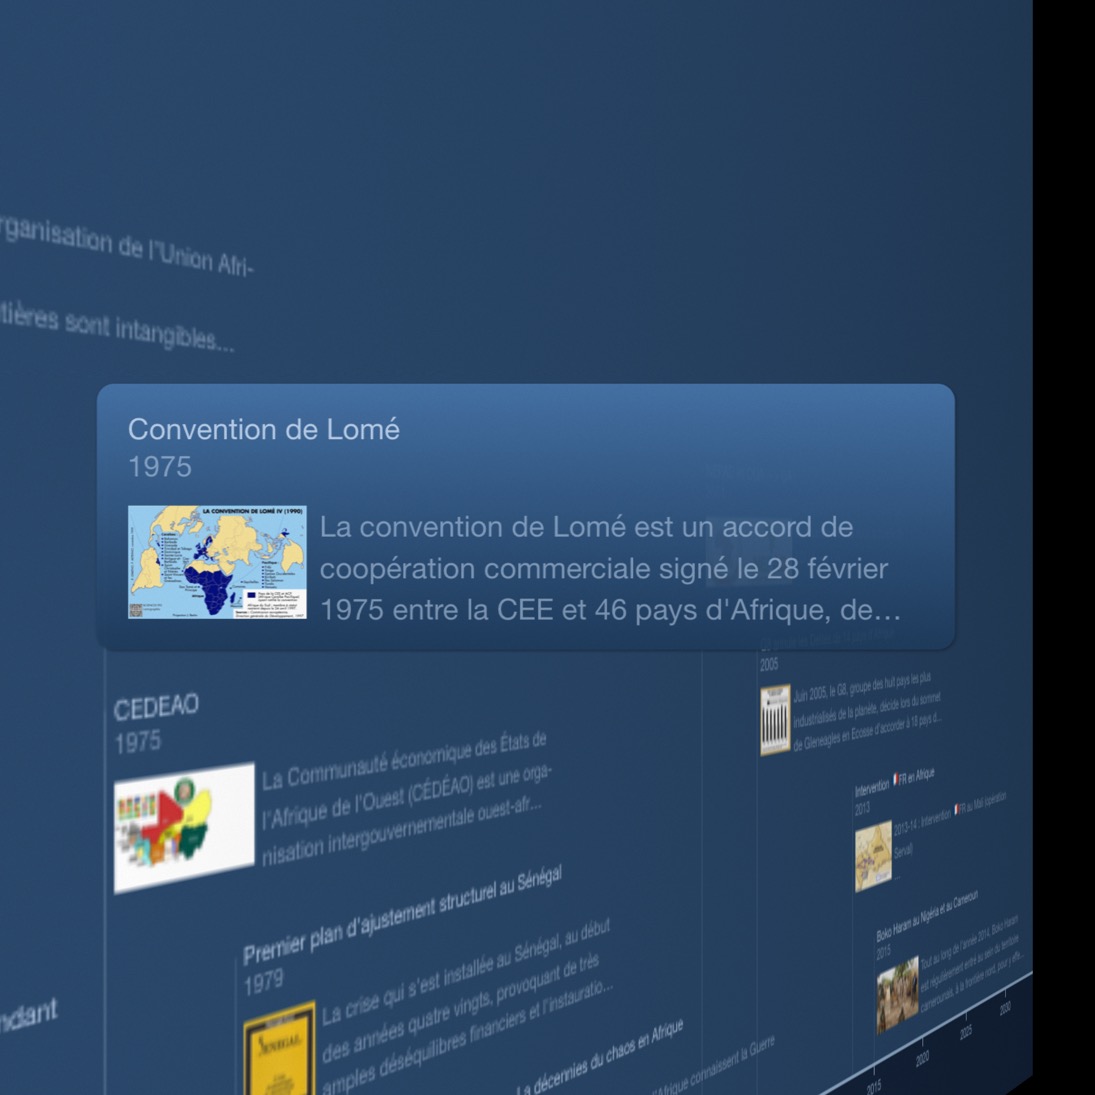 rganisation de l'Union Afri-
tières sont intangibles...
Convention de Lomé
1975
LA CONVENTION DE LOMÉ IV (1990)
La convention de Lomé est un accord de
coopération commerciale signé le 28 février
1975 entre la CEE et 46 pays d'Afrique, de...
2005
Juin 2005, le G8, groupe des huit pays les plus
industrialisés de la planète, décide lors du sommet
de Gleneagles en Ecosse d'accorder à 18 pays d...
CEDEAO
1975
La Communauté économique des États de
l'Afrique de l'Ouest (CÉDÉAO) est une orga-
nisation intergouvernementale ouest-afr...
Intervention FR en Afrique
2013
2013-14 : Intervention FR au Mali (opération
Serval)
...
Premier plan d'ajustement structurel au Sénégal
1979
La crise qui s'est installée au Sénégal, au début
des années quatre vingts, provoquant de très
amples déséquilibres financiers et l'instauratio...
SENEGAL
Boko Haram au Nigéria et au Cameroun
2015
Tout au long de l'année 2014, Boko Haram
est régulièrement entré au sein du territoire
camerounais, à la frontière nord, pour y effe...
ndant
La décennies du chaos en Afrique
'Afrique connaissent la Guerre
2015
2020
2025
2030